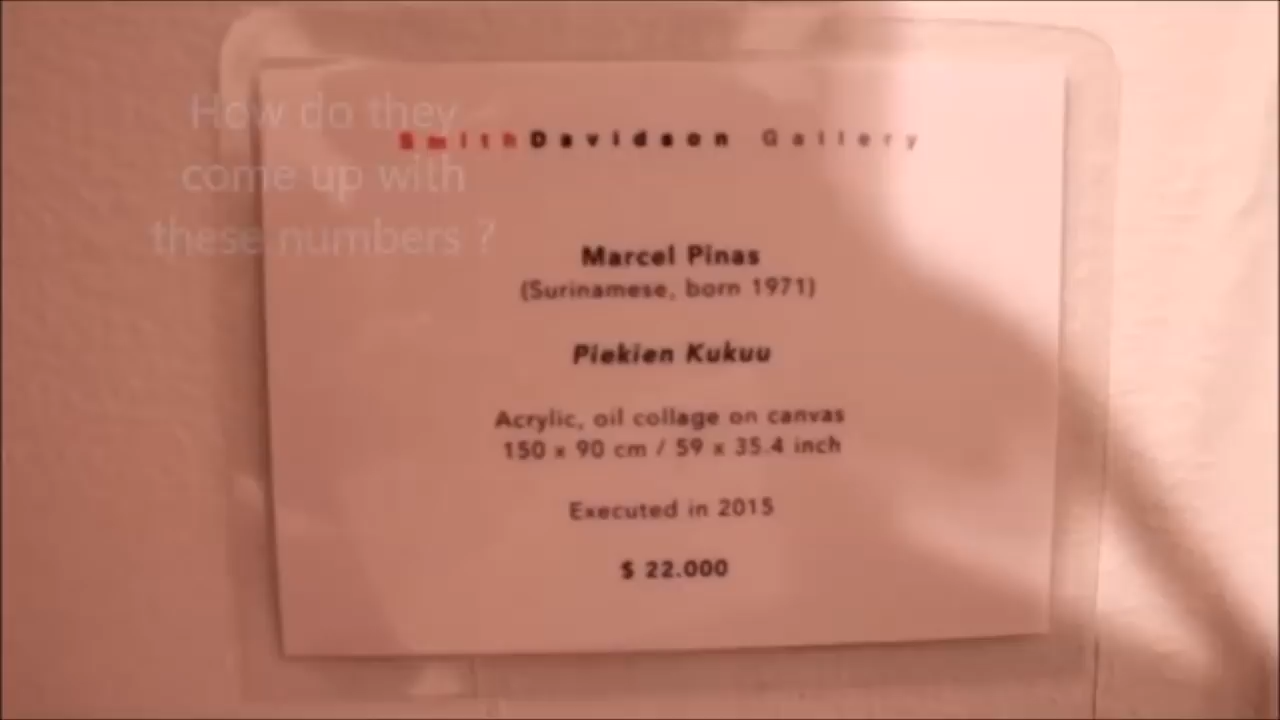 How do they
come up with
these numbers ?
SmithDavidson Gallery
Marcel Pinas
(Surinamese, born 1971)
Piekien Kukuu
Acrylic, oil collage on canvas
150 x 90 cm / 59 x 35.4 inch
Executed in 2015
$ 22.000